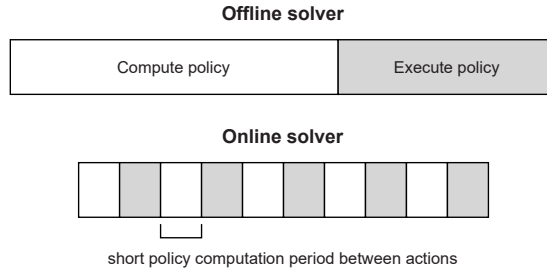 Offline solver
Compute policy Execute policy
Online solver
short policy computation period between actions